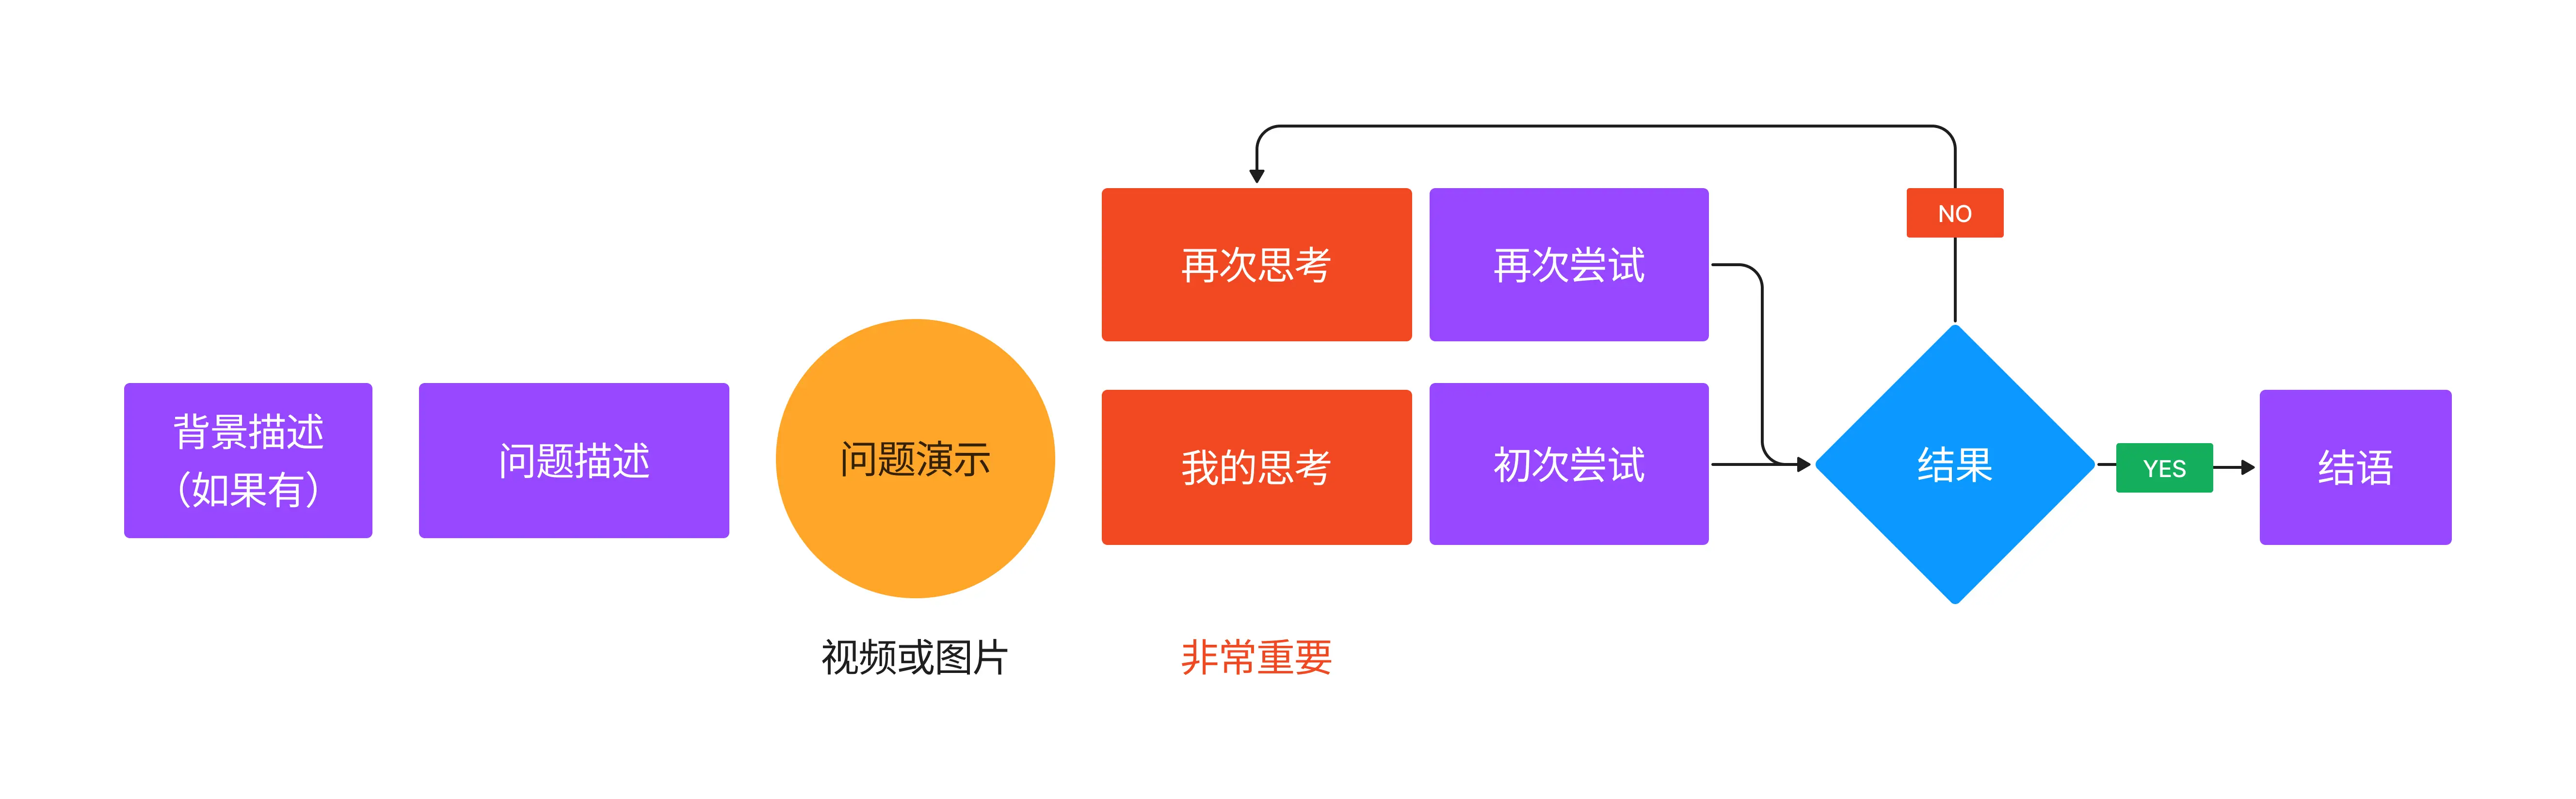 背景描述
（如果有）
问题描述
问题演示
视频或图片
再次思考
再次尝试
我的思考
初次尝试
非常重要
NO
结果
YES
结语